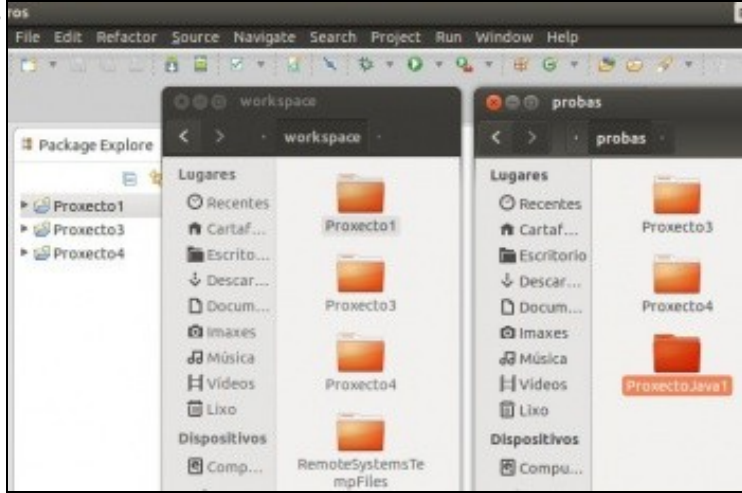 ros
File Edit Refactor Source Navigate Search Project Run Window Help
workspace
probas
workspace
probas
Package Explore
Proxecto1
Proxecto3
Proxecto4
Lugares
Recentes
Cartaf...
Escrito...
Descar...
Docum...
Imaxes
Música
Vídeos
Lixo
Dispositivos
Comp...
Proxecto1
Proxecto3
Proxecto4
RemoteSystemsTe
mpFiles
Lugares
Recentes
Cartaf...
Escritorio
Descar...
Docum...
Imaxes
Música
Vídeos
Lixo
Dispositivos
Compu...
Proxecto3
Proxecto4
ProxectoJava1